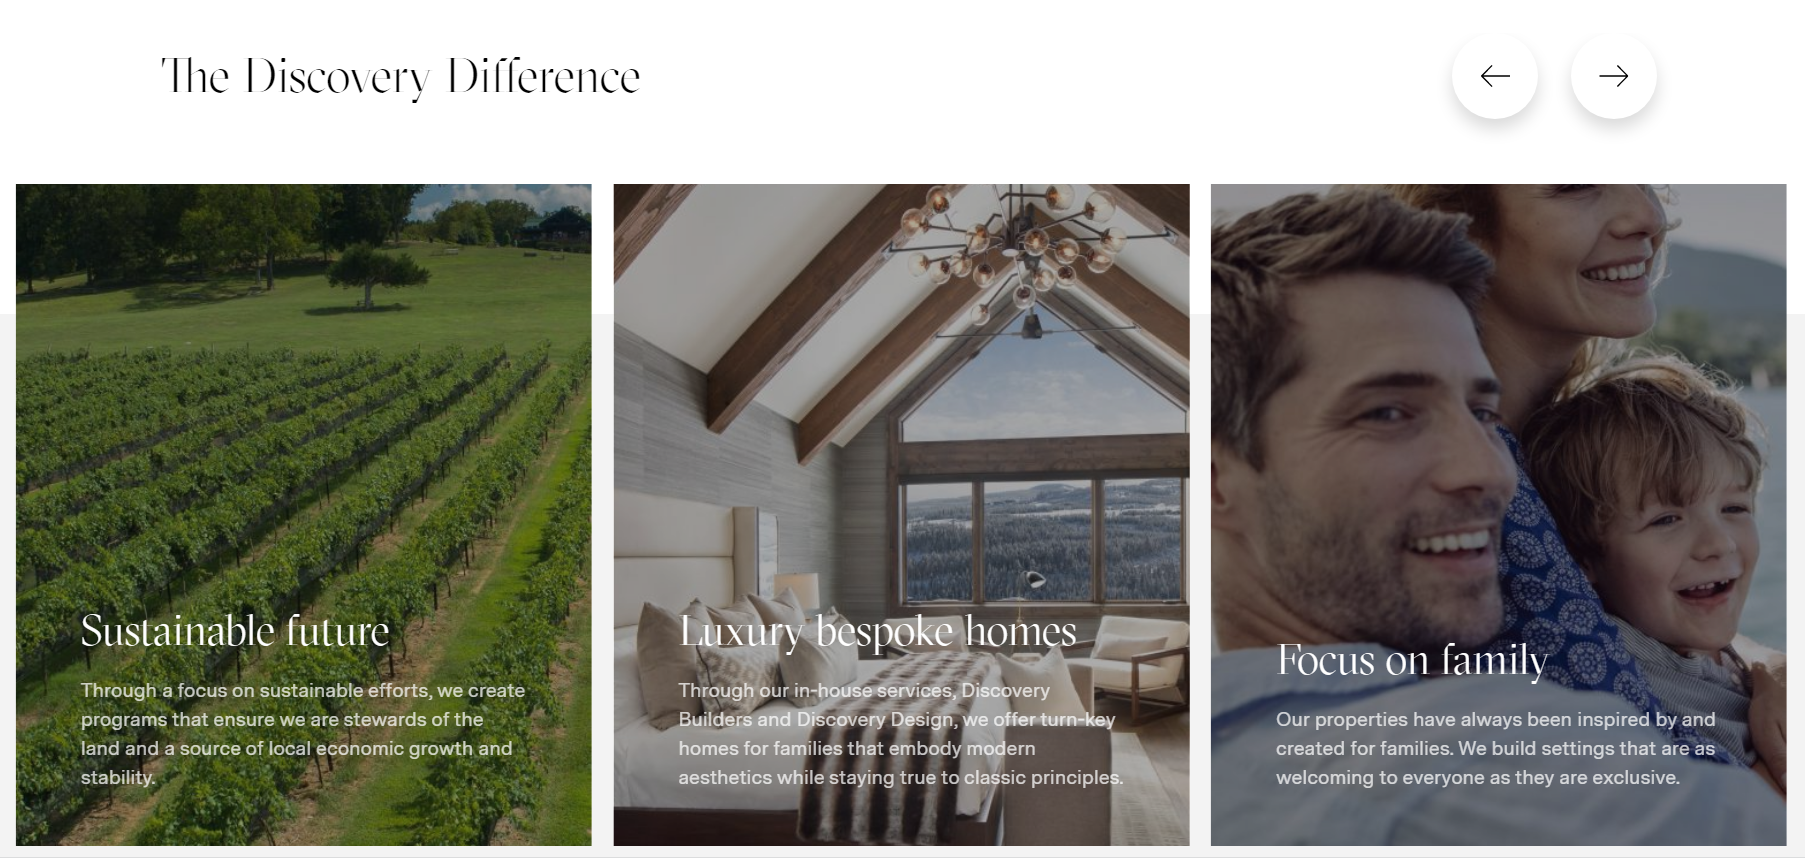 The Discovery Difference
Sustainable future
Through a focus on sustainable efforts, we create
programs that ensure we are stewards of the
land and a source of local economic growth and
stability.
Luxury bespoke homes
Through our in-house services, Discovery
Builders and Discovery Design, we offer turn-key
homes for families that embody modern
aesthetics while staying true to classic principles.
Focus on family
Our properties have always been inspired by and
created for families. We build settings that are as
welcoming to everyone as they are exclusive.